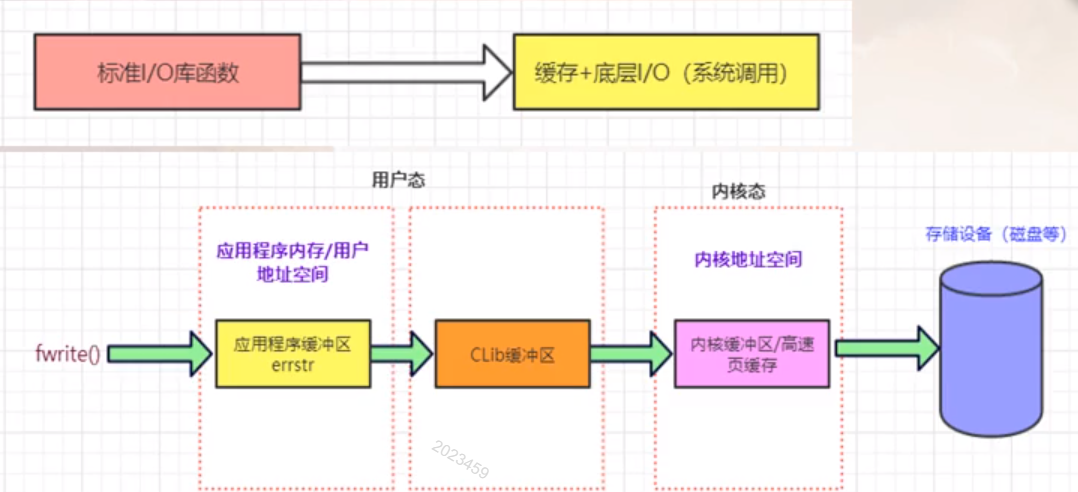 标准I/O库函数
缓存+底层I/O（系统调用）
用户态
内核态
应用程序内存/用户
地址空间
内核地址空间
存储设备（磁盘等）
fwrite()
应用程序缓冲区
errstr
CLib缓冲区
内核缓冲区/高速
页缓存
2023459